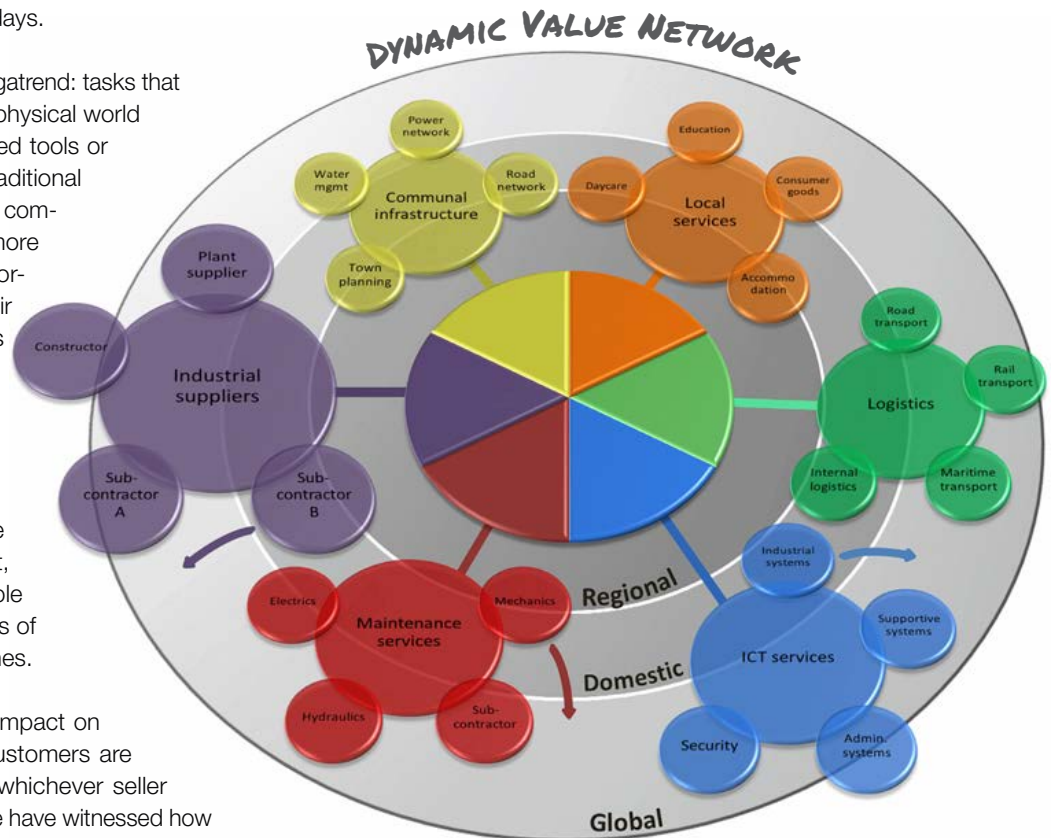 lays.
gatrend: tasks that
physical world
ed tools or
aditional
com-
nore
or-
ir
s
e
t,
ole
s of
nes.
mpact on
ustomers are
whichever seller
e have witnessed how
DYNAMIC VALUE NETWORK
Power
network
Water
mgmt
Road
network
Communal
infrastructure
Town
planning
Education
Daycare
Consumer
goods
Local
services
Accommo
dation
Plant
supplier
Constructor
Industrial
suppliers
Sub-
contractor
A
Sub-
contractor
B
Road
transport
Rail
transport
Logistics
Internal
logistics
Maritime
transport
Electrics
Mechanics
Maintenance
services
Hydraulics
Sub-
contractor
Industrial
systems
Supportive
systems
ICT services
Security
Admin.
systems
Regional
Domestic
Global